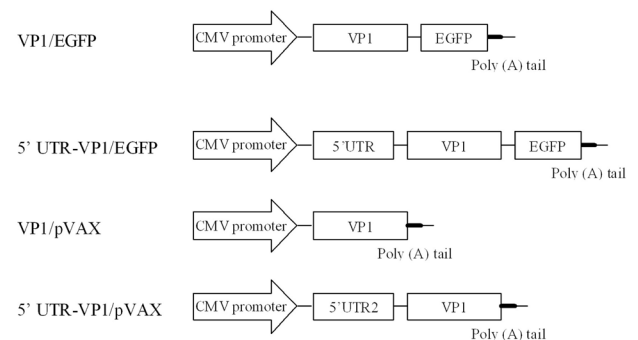 VP1/EGFP
CMV promoter VP1 EGFP
Poly (A) tail
5’ UTR-VP1/EGFP
CMV promoter 5’UTR VP1 EGFP
Poly (A) tail
VP1/pVAX
CMV promoter VP1
Poly (A) tail
5’ UTR-VP1/pVAX
CMV promoter 5’UTR2 VP1
Poly (A) tail